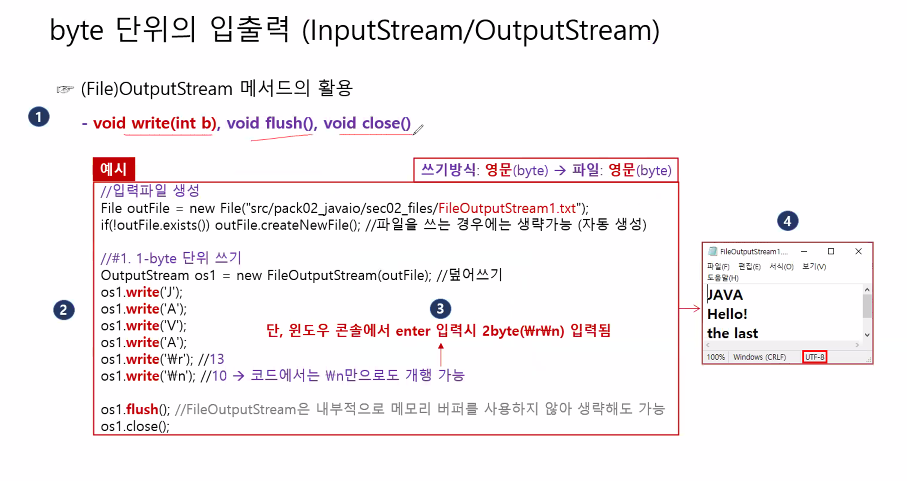 byte 단위의 입출력 (InputStream/OutputStream)
☞ (File)OutputStream 메서드의 활용
1
- void write(int b), void flush(), void close()
예시
쓰기방식: 영문(byte) → 파일: 영문(byte)
//입력파일 생성
File outFile = new File("src/pack02_javaio/sec02_files/FileOutputStream1.txt");
if(!outFile.exists()) outFile.createNewFile(); //파일을 쓰는 경우에는 생략가능 (자동 생성)
//#1. 1-byte 단위 쓰기
OutputStream os1 = new FileOutputStream(outFile); //덮어쓰기
os1.write('J');
os1.write('A');
os1.write('V');
os1.write('A');
os1.write('₩r'); //13
os1.write('₩n'); //10 → 코드에서는 ₩n만으로도 개행 가능
os1.flush(); //FileOutputStream은 내부적으로 메모리 버퍼를 사용하지 않아 생략해도 가능
os1.close();
2
3
단, 윈도우 콘솔에서 enter 입력시 2byte(₩r₩n) 입력됨
4
FileOutputStream1....
파일(F) 편집(E) 서식(O) 보기(V)
도움말(H)
JAVA
Hello!
the last
100% Windows (CRLF) UTF-8